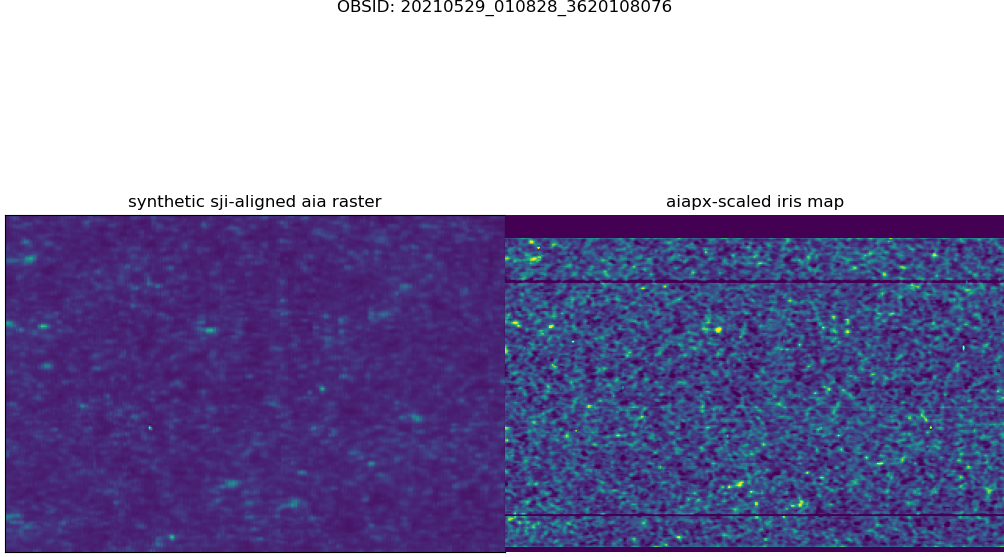 OBSID: 20210529_010828_3620108076
synthetic sji-aligned aia raster
aiapx-scaled iris map